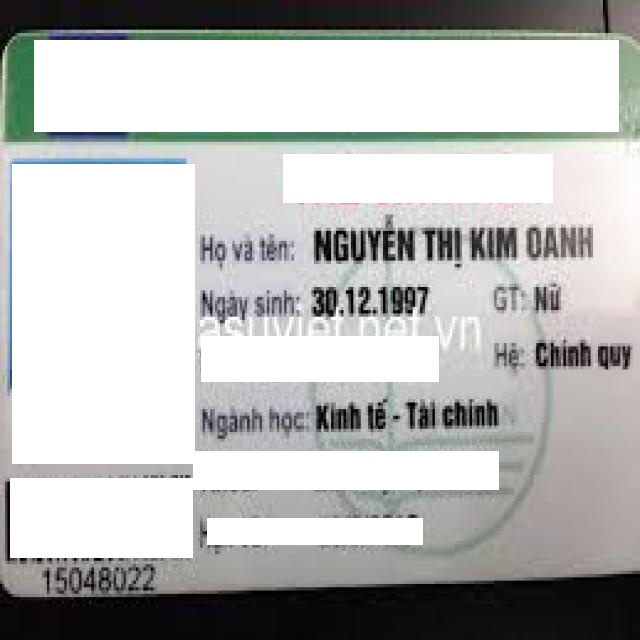 Họ và tên: NGUYỄN THỊ KIM OANH
Ngày sinh: 30.12.1997 GT: Nữ
asuviet.net.vn
Hệ: Chính quy
Ngành học: Kinh tế - Tài chính
15048022